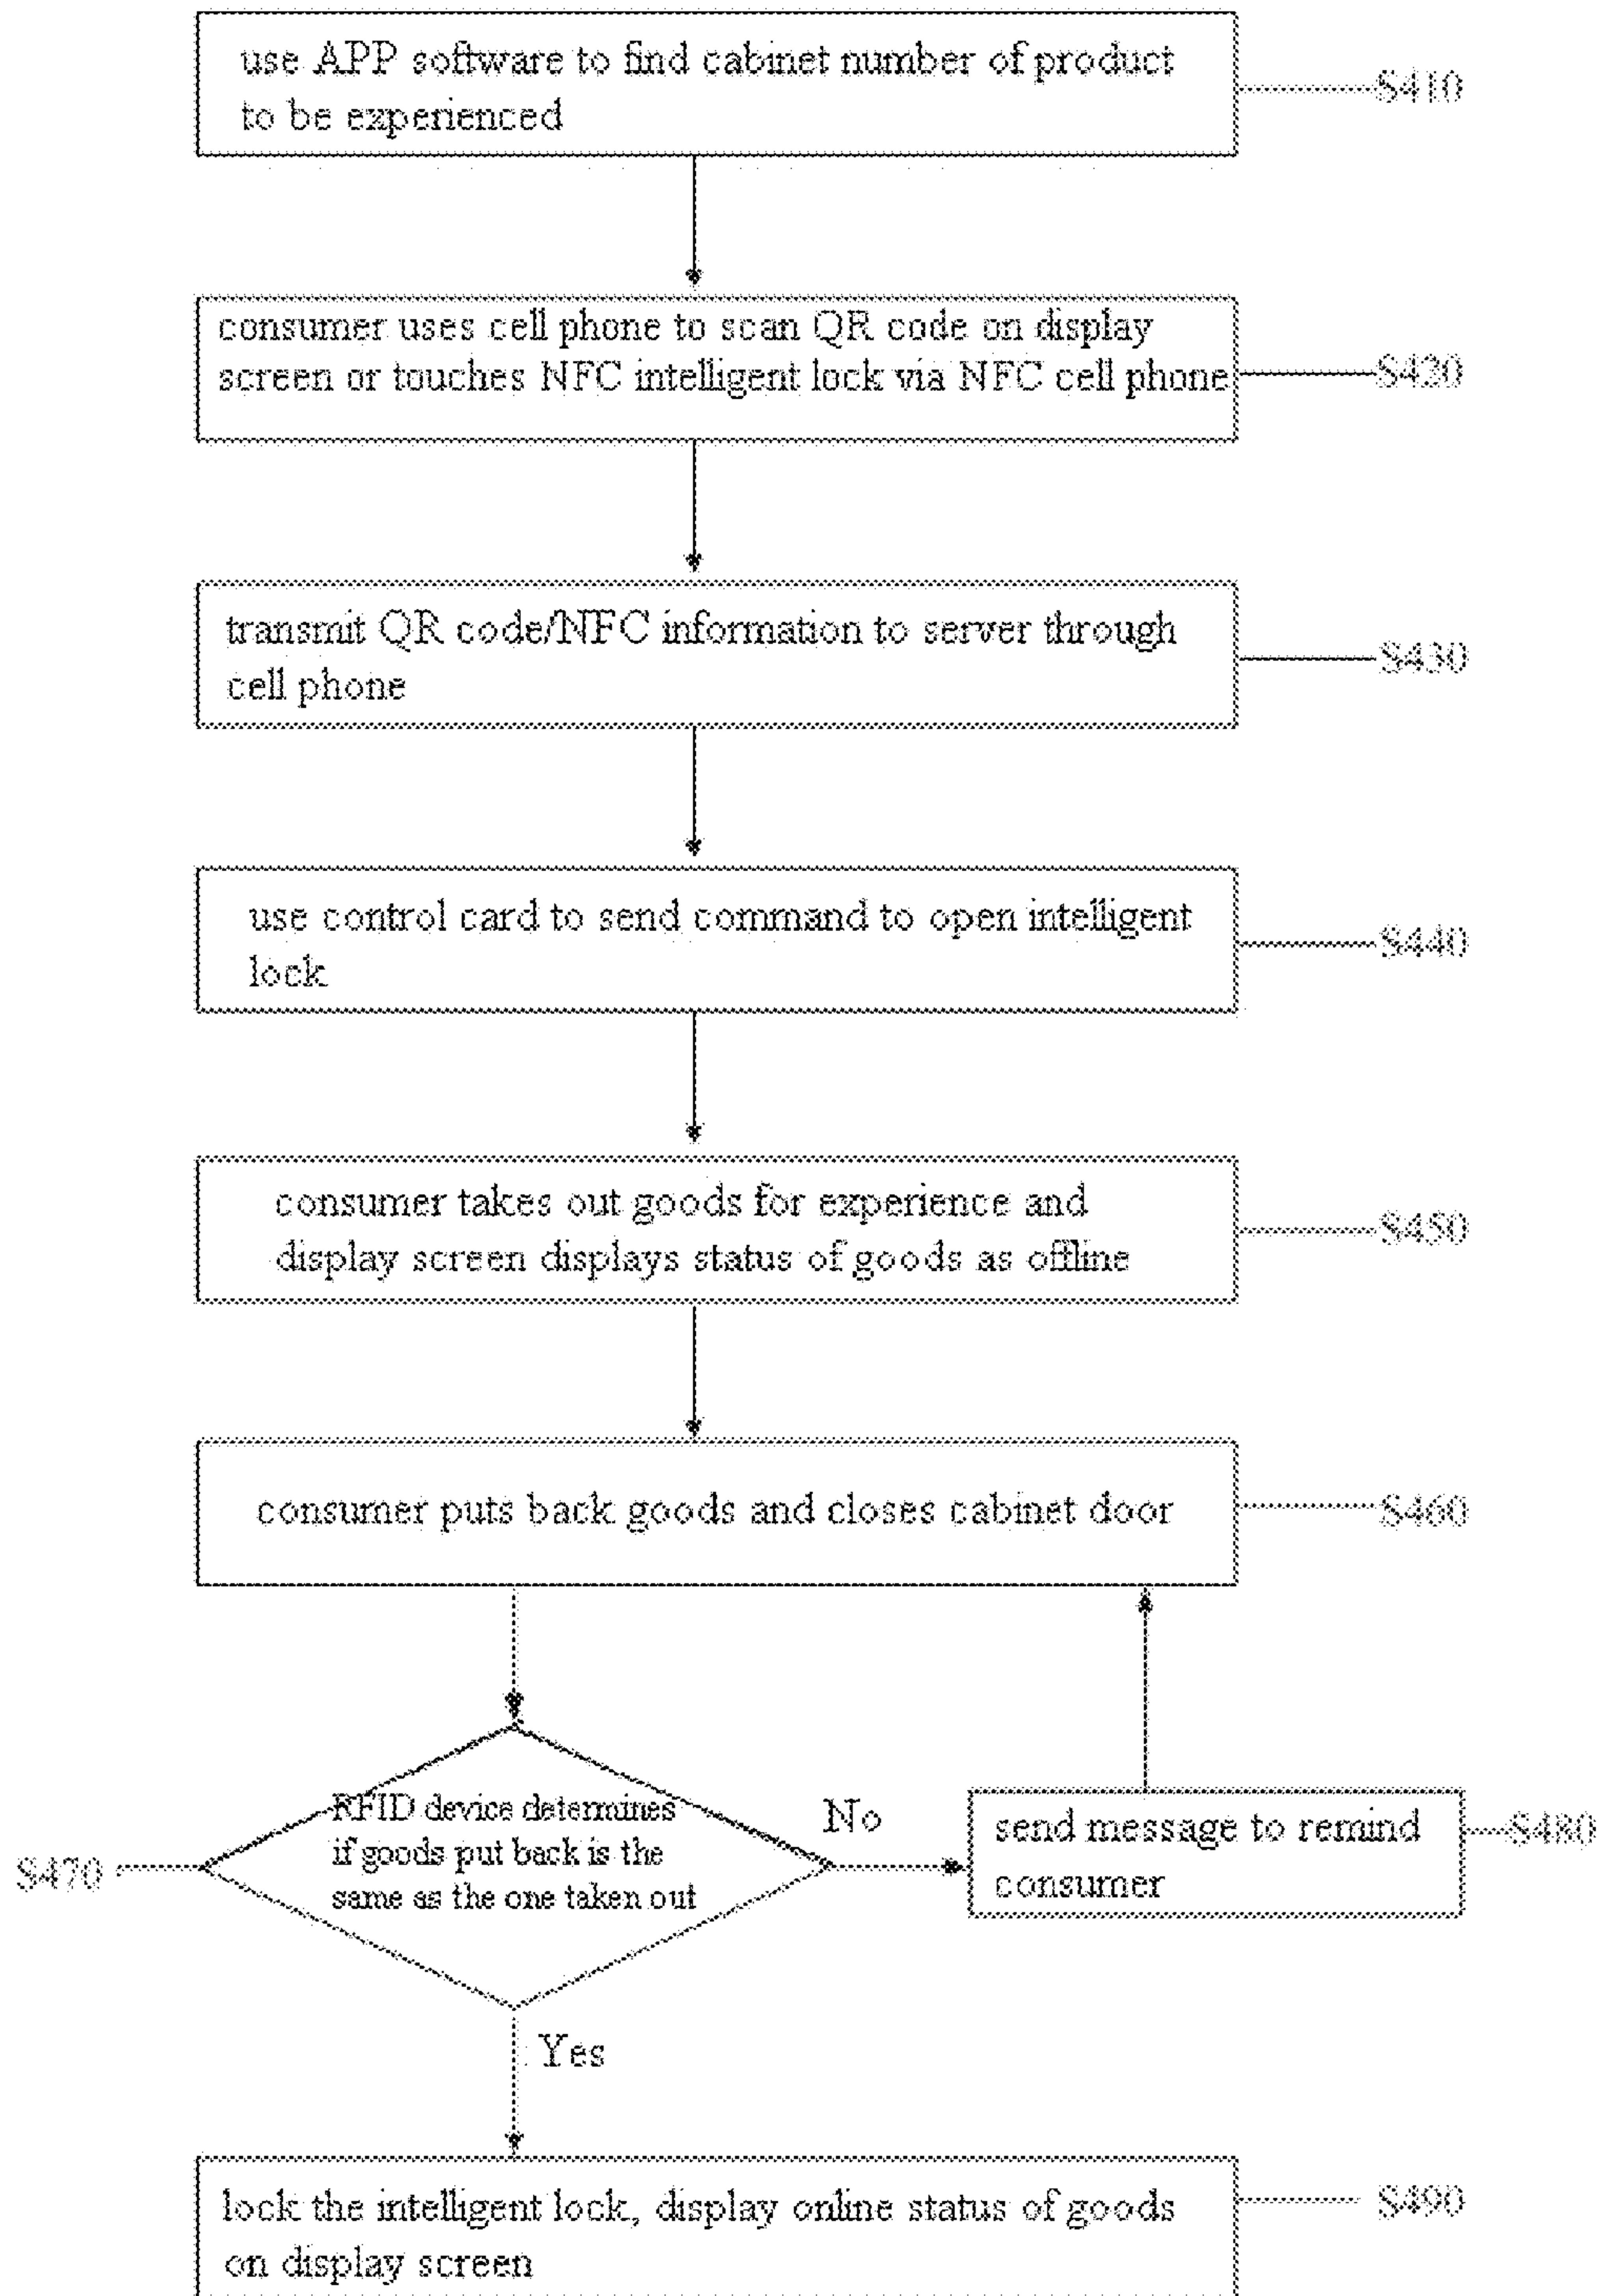 use APP software to find cabinet number of product
to be experienced
S410
consumer uses cell phone to scan QR code on display
screen or touches NFC intelligent lock via NFC cell phone
S420
transmit QR code/NFC information to server through
cell phone
S430
use control card to send command to open intelligent
lock
S440
consumer takes out goods for experience and
display screen displays status of goods as offline
S450
consumer puts back goods and closes cabinet door
S460
RFID device determines
if goods put back is the
same as the one taken out
S470
No
send message to remind
consumer
S480
Yes
lock the intelligent lock, display online status of goods
on display screen
S490